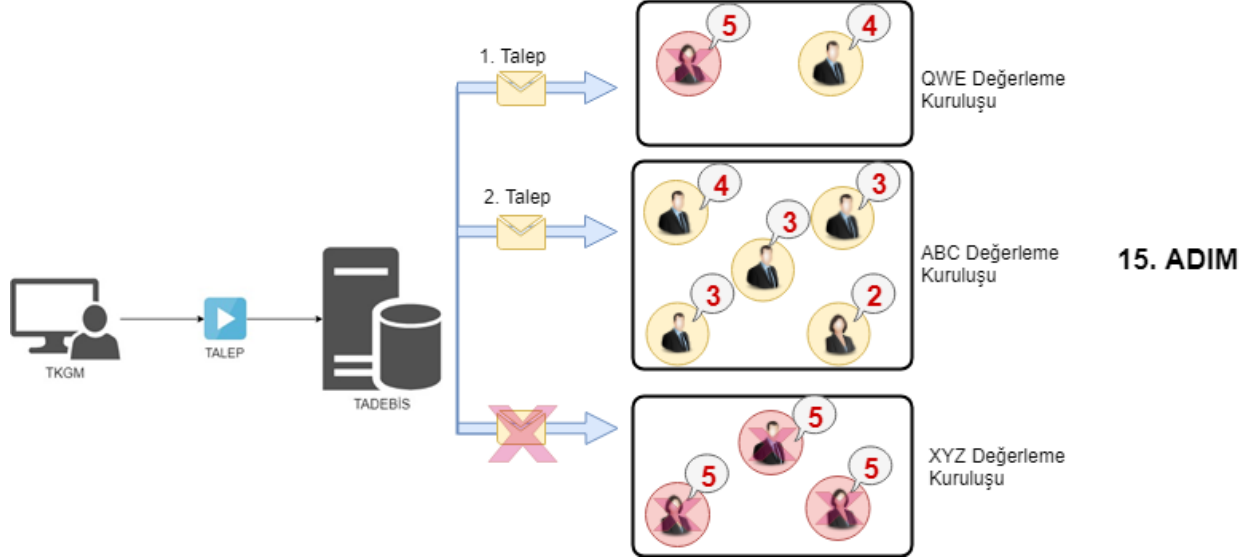 5
4
1. Talep
QWE Değerleme
Kuruluşu
4
3
2. Talep
3
ABC Değerleme
Kuruluşu
15. ADIM
3
2
TKGM
TALEP
TADEBİS
5
XYZ Değerleme
Kuruluşu
5
5